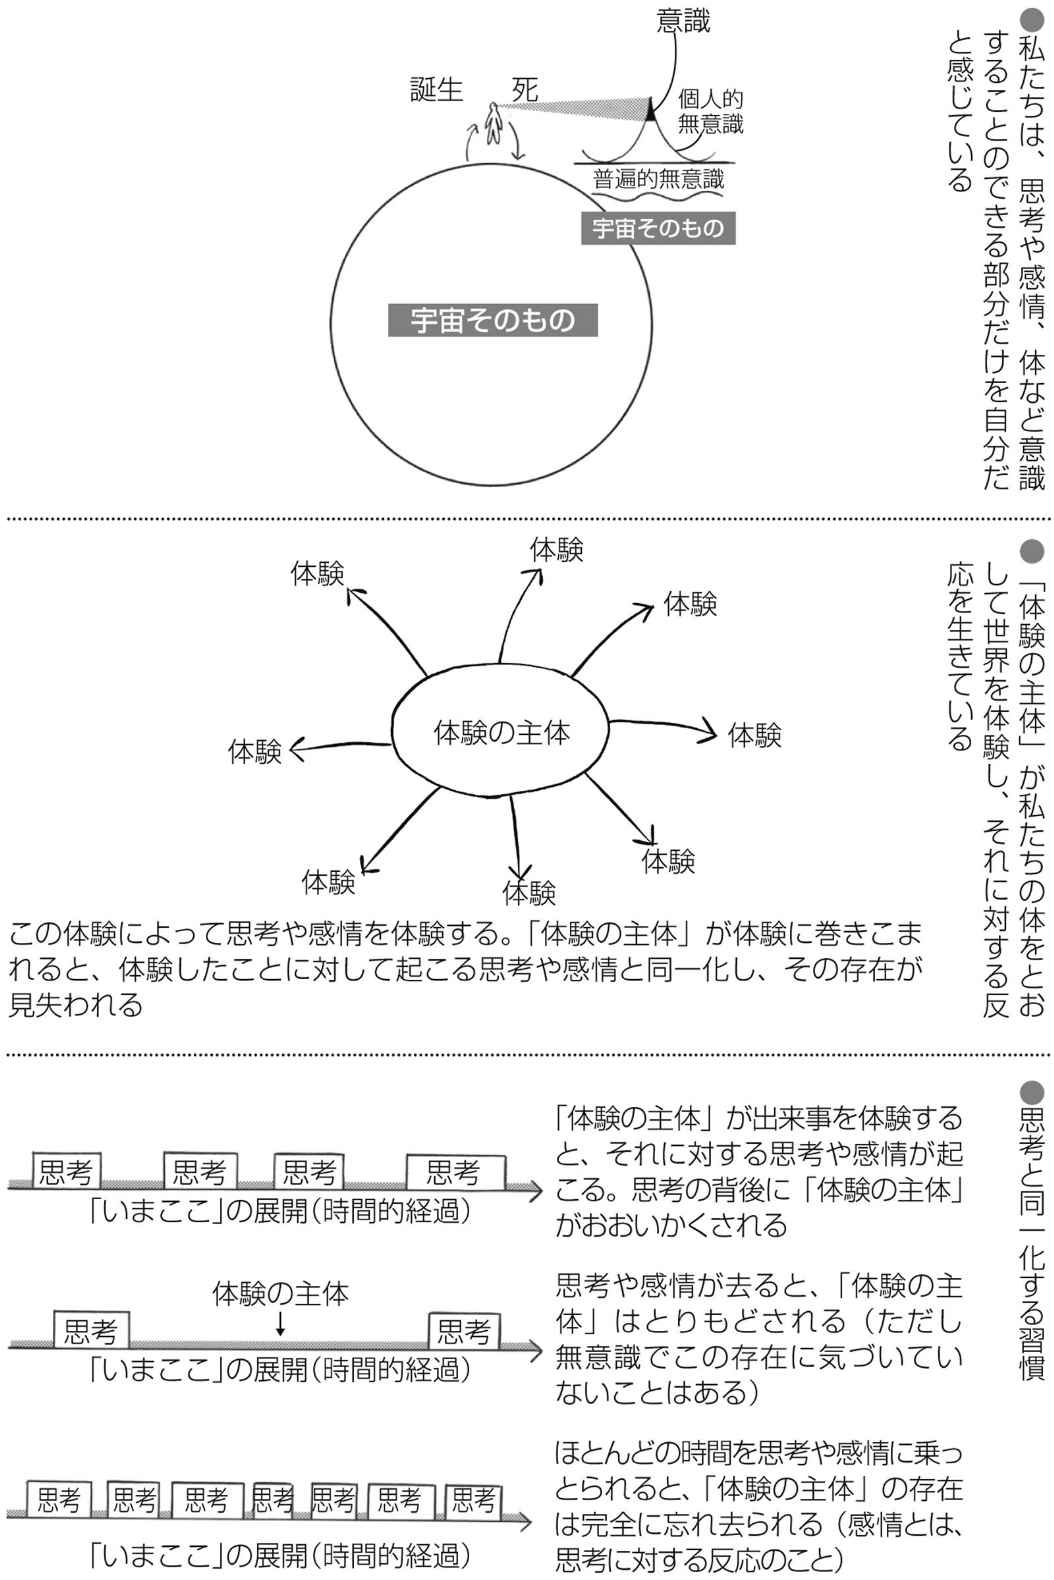 ●私たちは、思考や感情、体など意識
することのできる部分だけを自分だ
と感じている
意識
誕生
死
個人的
無意識
普遍的無意識
宇宙そのもの
宇宙そのもの
●「体験の主体」が私たちの体をとお
して世界を体験し、それに対する反
応を生きている
体験
体験
体験
体験の主体
体験
体験
体験
体験
体験
この体験によって思考や感情を体験する。「体験の主体」が体験に巻きこま
れると、体験したことに対して起こる思考や感情と同一化し、その存在が
見失われる
●思考と同一化する習慣
思考 思考 思考 思考
「いまここ」の展開(時間的経過)
「体験の主体」が出来事を体験する
と、それに対する思考や感情が起
こる。思考の背後に「体験の主体」
がおおいかくされる
体験の主体
思考 思考
「いまここ」の展開(時間的経過)
思考や感情が去ると、「体験の主
体」はとりもどされる（ただし
無意識でこの存在に気づいてい
ないことはある）
思考 思考 思考 思考 思考 思考 思考
「いまここ」の展開(時間的経過)
ほとんどの時間を思考や感情に乗っ
とられると、「体験の主体」の存在
は完全に忘れ去られる（感情とは、
思考に対する反応のこと）